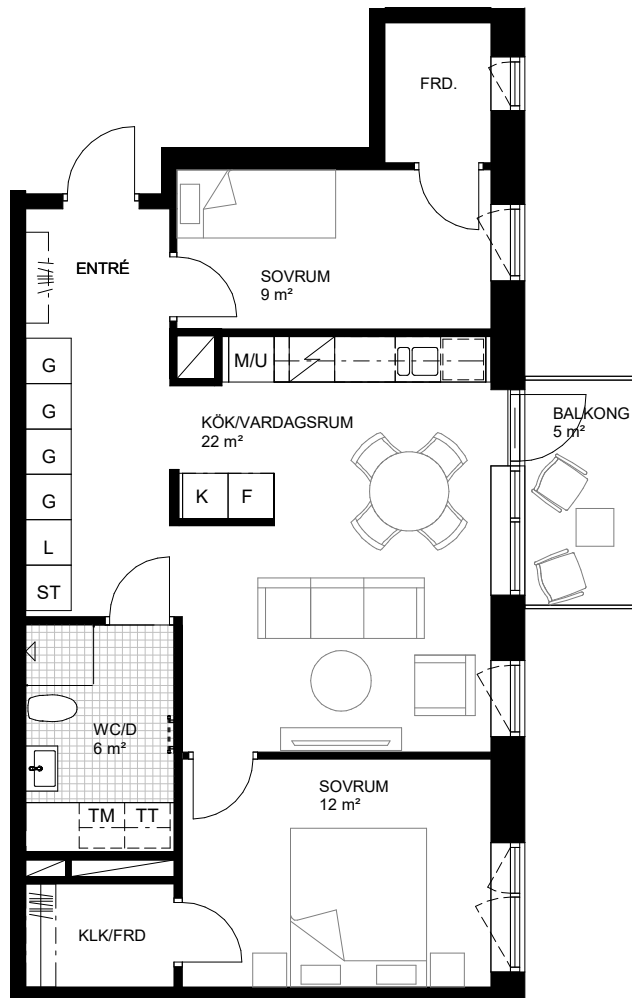 FRD.
ENTRÉ
SOVRUM
9 m²
G
M/U
G
KÖK/VARDAGSRUM
22 m²
BALKONG
5 m²
G
G
K
F
L
ST
WC/D
6 m²
SOVRUM
12 m²
TM
TT
KLK/FRD